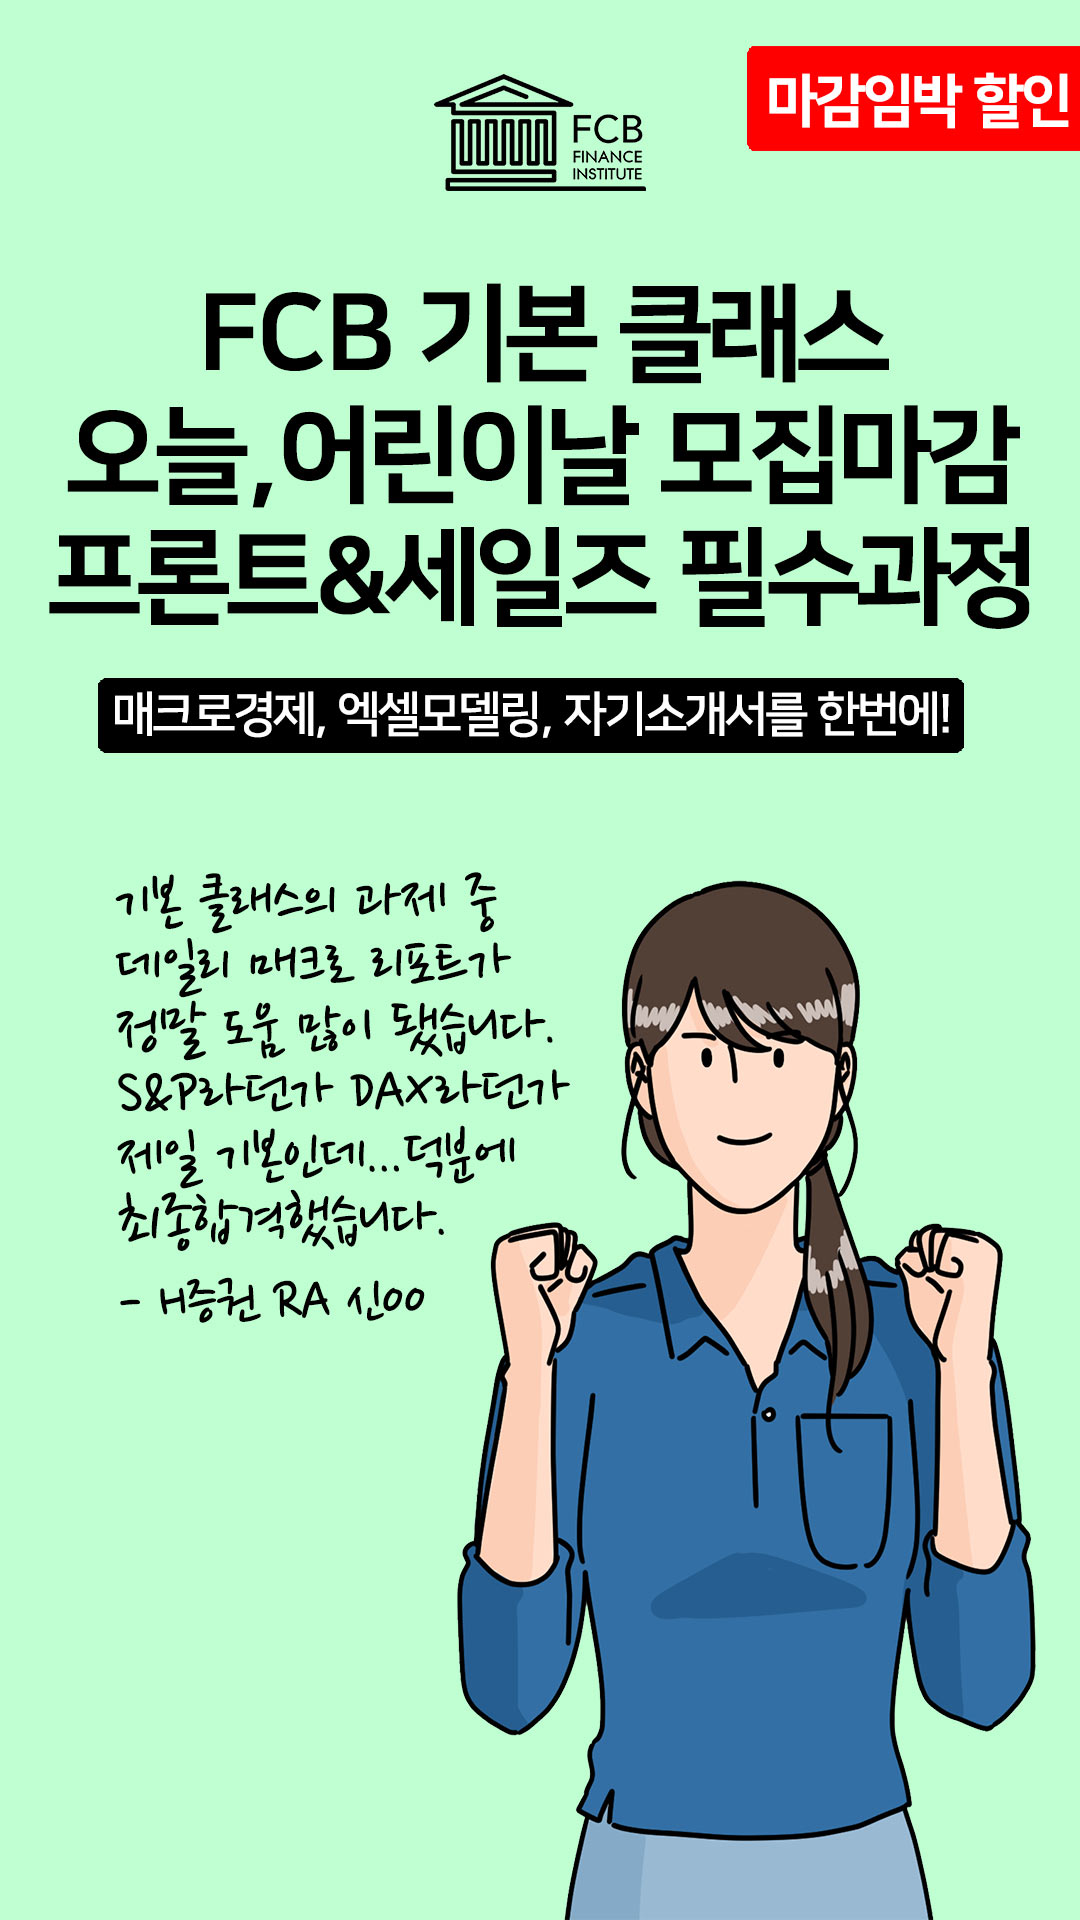 마감임박 할인
FCB
FINANCE
INSTITUTE
FCB 기본 클래스
오늘,어린이날 모집마감
프론트&세일즈 필수과정
매크로경제, 엑셀모델링, 자기소개서를 한번에!
기본 클래스의 과제 중
데일리 매크로 리포트가
정말 도움 많이 됐습니다.
S&P라던가 DAX라던가
제일 기본인데...덕분에
최종합격했습니다.
- H증권 RA 신00